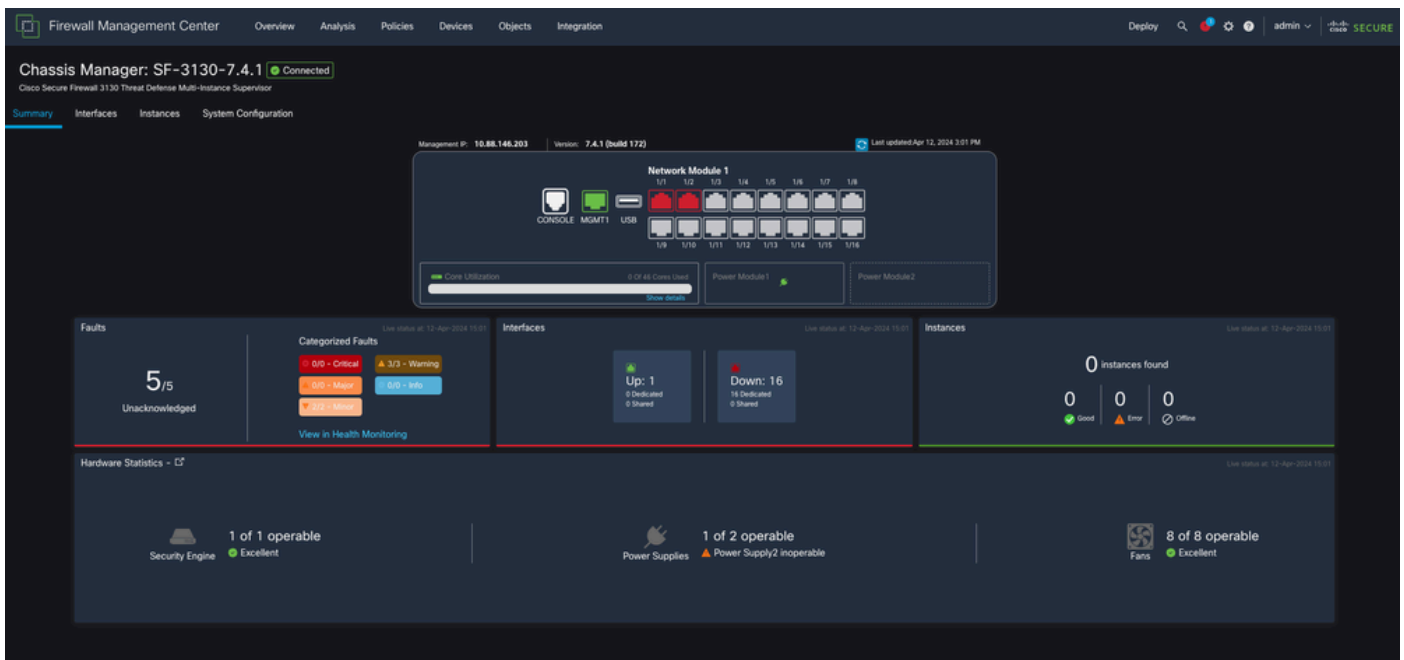 Firewall Management Center Overview Analysis Policies Devices Objects Integration Deploy 1 admin cisco SECURE
Chassis Manager: SF-3130-7.4.1 Connected
Cisco Secure Firewall 3130 Threat Defense Multi-Instance Supervisor
Summary Interfaces Instances System Configuration
Management IP: 10.88.146.203 Version: 7.4.1 (build 172) Last updated:Apr 12, 2024 3:01 PM
Network Module 1
1/1 1/2 1/3 1/4 1/5 1/6 1/7 1/8
CONSOLE MGMT1 USB
1/9 1/10 1/11 1/12 1/13 1/14 1/15 1/16
Core Utilization 0 Of 46 Cores Used Power Module1 Power Module2
Show details
Faults Live status at: 12-Apr-2024 15:01
Categorized Faults
5/5
Unacknowledged
0/0 - Critical 3/3 - Warning
0/0 - Major 0/0 - Info
2/2 - Minor
View in Health Monitoring
Interfaces Live status at: 12-Apr-2024 15:01
Up: 1
0 Dedicated
0 Shared
Down: 16
16 Dedicated
0 Shared
Instances Live status at: 12-Apr-2024 15:01
0 instances found
0 0 0
Good Error Offline
Hardware Statistics - Live status at: 12-Apr-2024 15:01
Security Engine
1 of 1 operable
Excellent
Power Supplies
1 of 2 operable
Power Supply2 inoperable
Fans
8 of 8 operable
Excellent